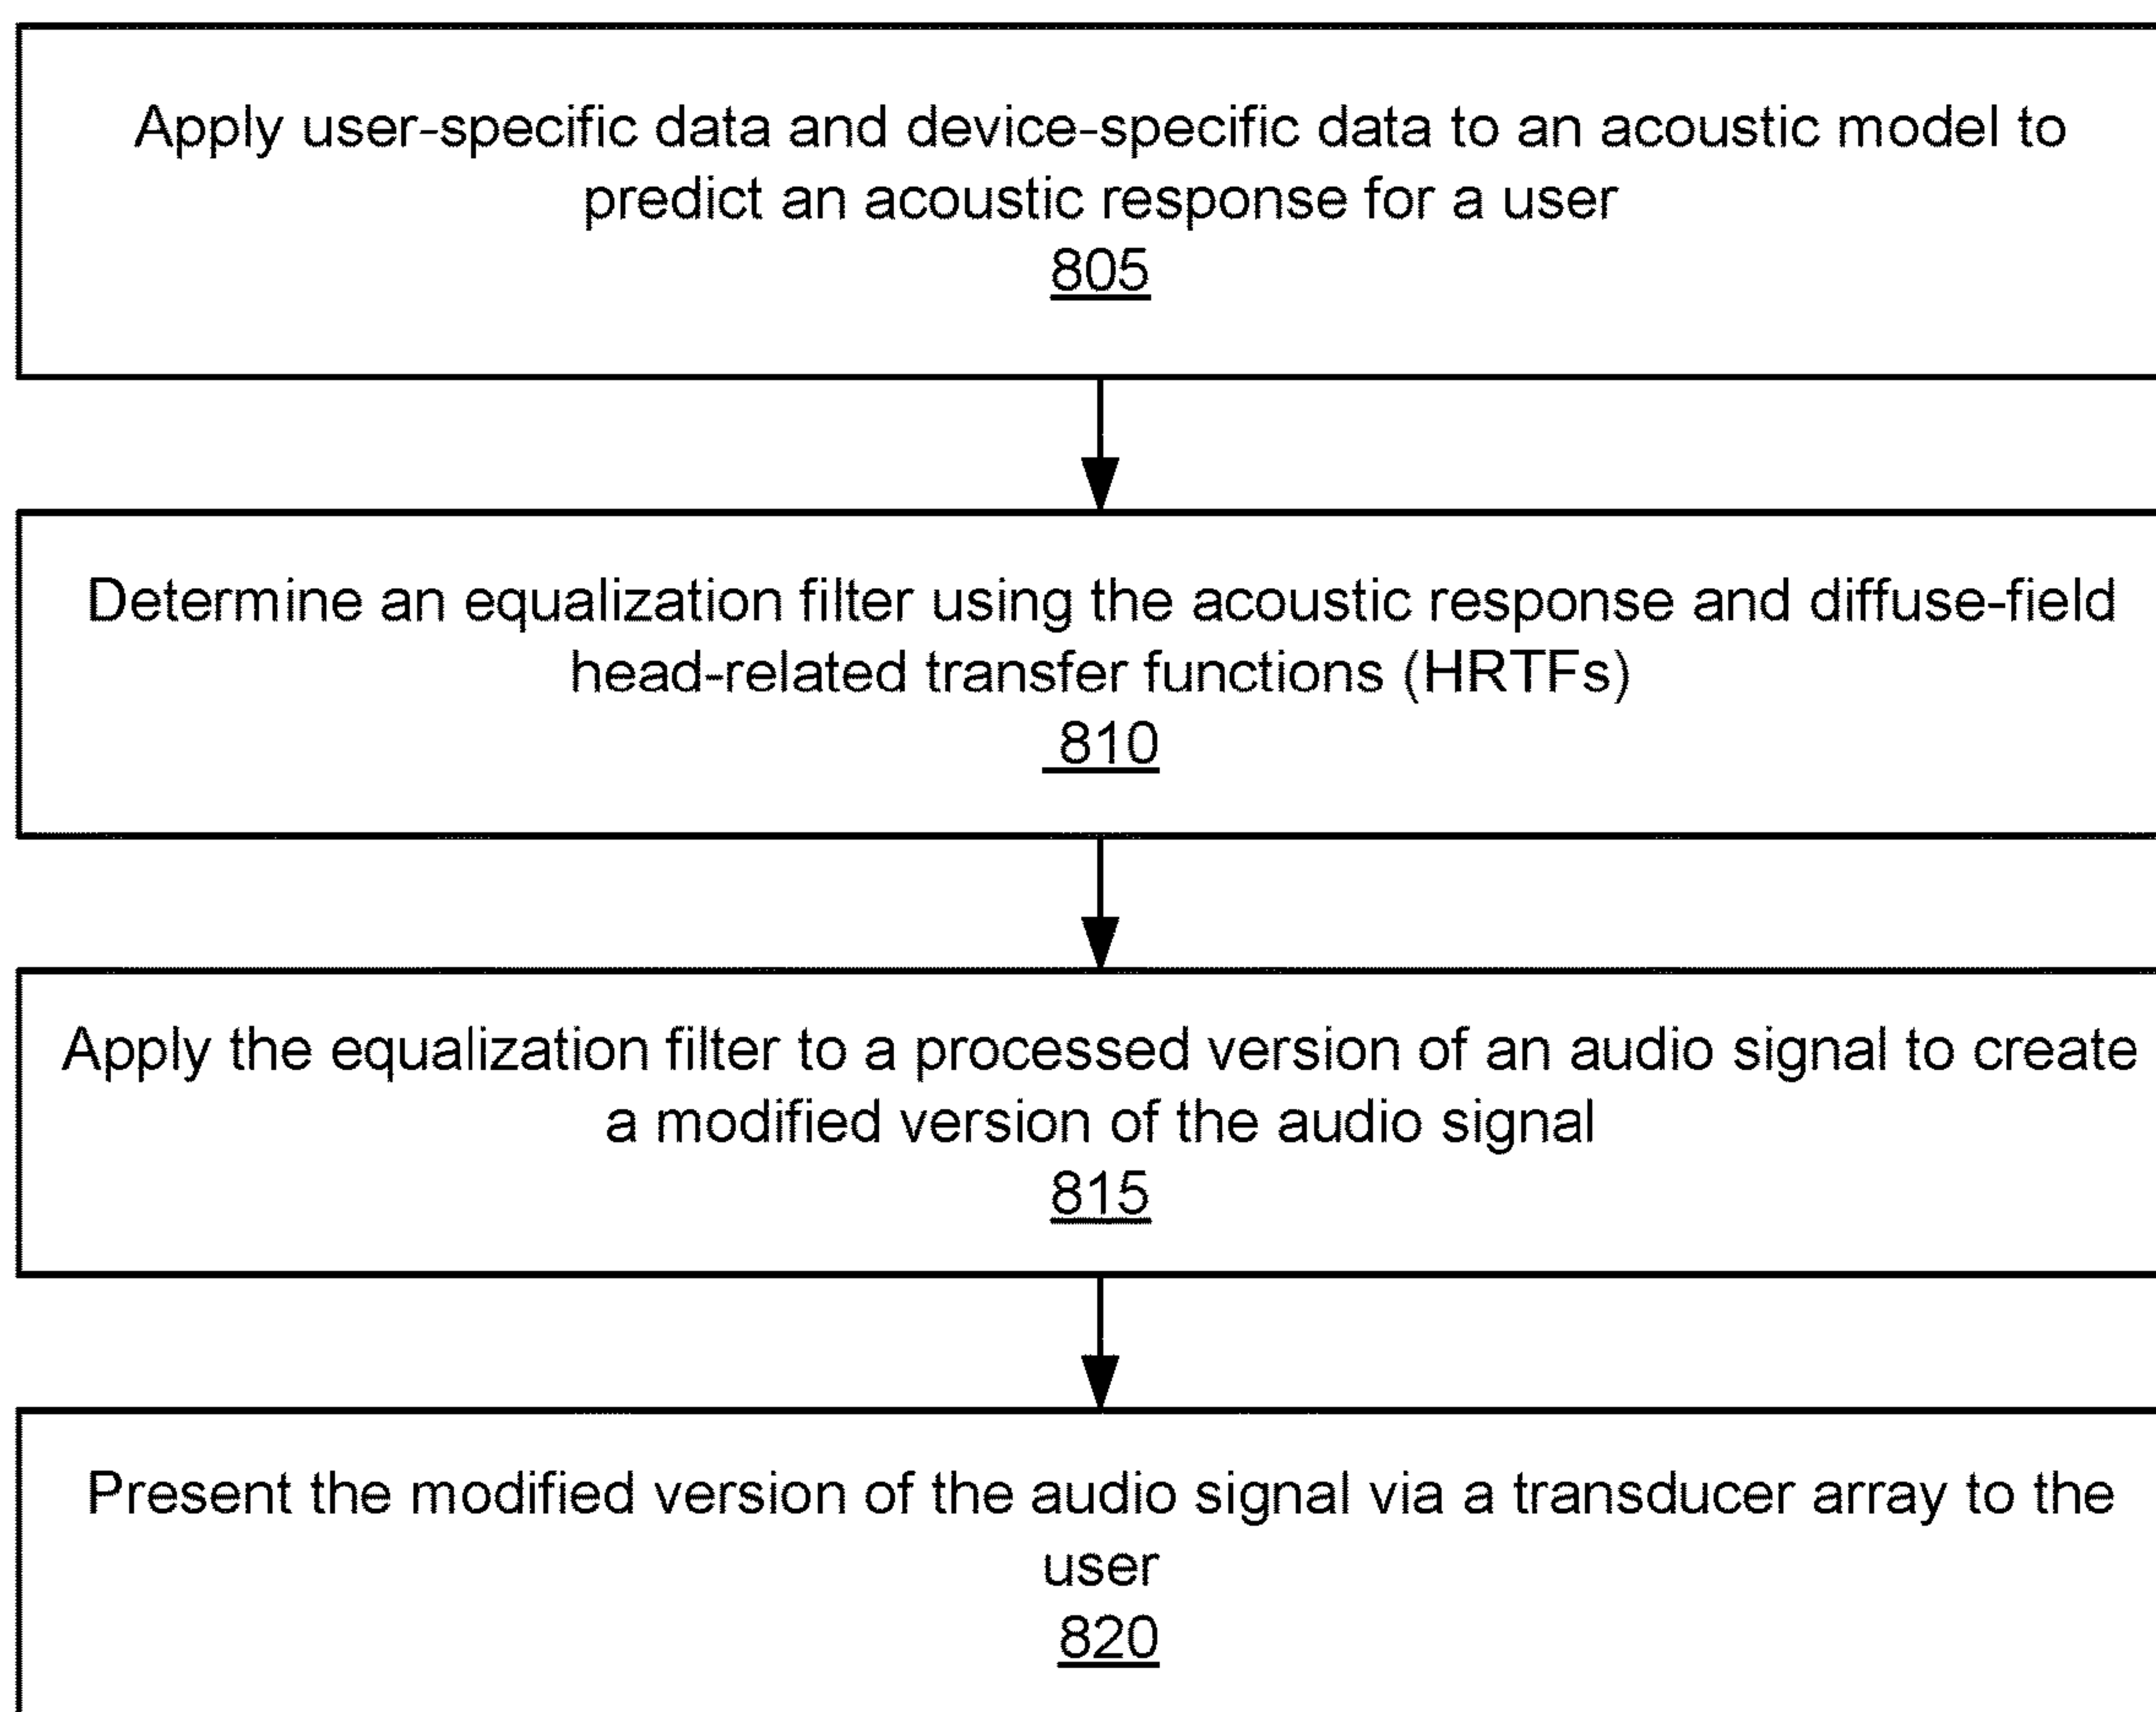 Apply user-specific data and device-specific data to an acoustic model to
predict an acoustic response for a user
805
Determine an equalization filter using the acoustic response and diffuse-field
head-related transfer functions (HRTFs)
810
Apply the equalization filter to a processed version of an audio signal to create
a modified version of the audio signal
815
Present the modified version of the audio signal via a transducer array to the
user
820